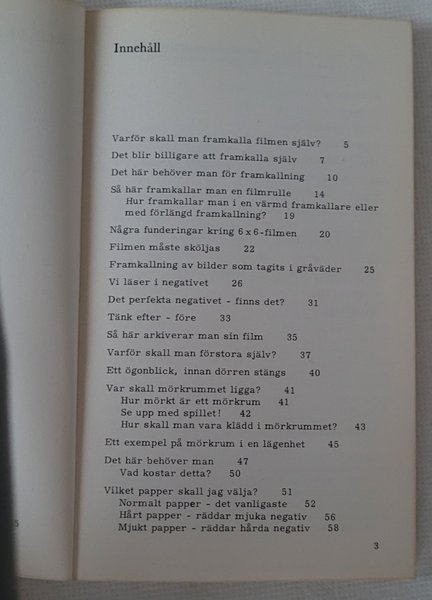 Innehåll
Varför skall man framkalla filmen själv? 5
Det blir billigare att framkalla själv 7
Det här behöver man för framkallning 10
Så här framkallar man en filmrulle 14
Hur framkallar man i en värmd framkallare eller
med förlängd framkallning? 19
Några funderingar kring 6x6-filmen 20
Filmen måste sköljas 22
Framkallning av bilder som tagits i gråväder 25
Vi läser i negativet 26
Det perfekta negativet - finns det? 31
Tänk efter - före 33
Så här arkiverar man sin film 35
Varför skall man förstora själv? 37
Ett ögonblick, innan dörren stängs 40
Var skall mörkrummet ligga? 41
Hur mörkt är ett mörkrum 41
Se upp med spillet! 42
Hur skall man vara klädd i mörkrummet? 43
Ett exempel på mörkrum i en lägenhet 45
Det här behöver man 47
Vad kostar detta? 50
Vilket papper skall jag välja? 51
Normalt papper - det vanligaste 52
Hårt papper - räddar mjuka negativ 56
Mjukt papper - räddar hårda negativ 58
3